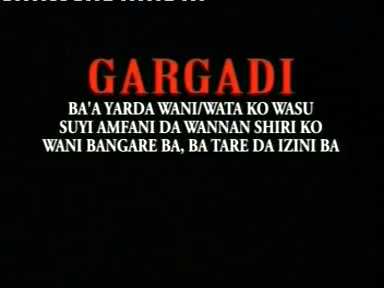 GARGADI
BA'A YARDA WANI/WATA KO WASU
SUYI AMFANI DA WANNAN SHIRI KO
WANI BANGARE BA, BA TARE DA IZINI BA